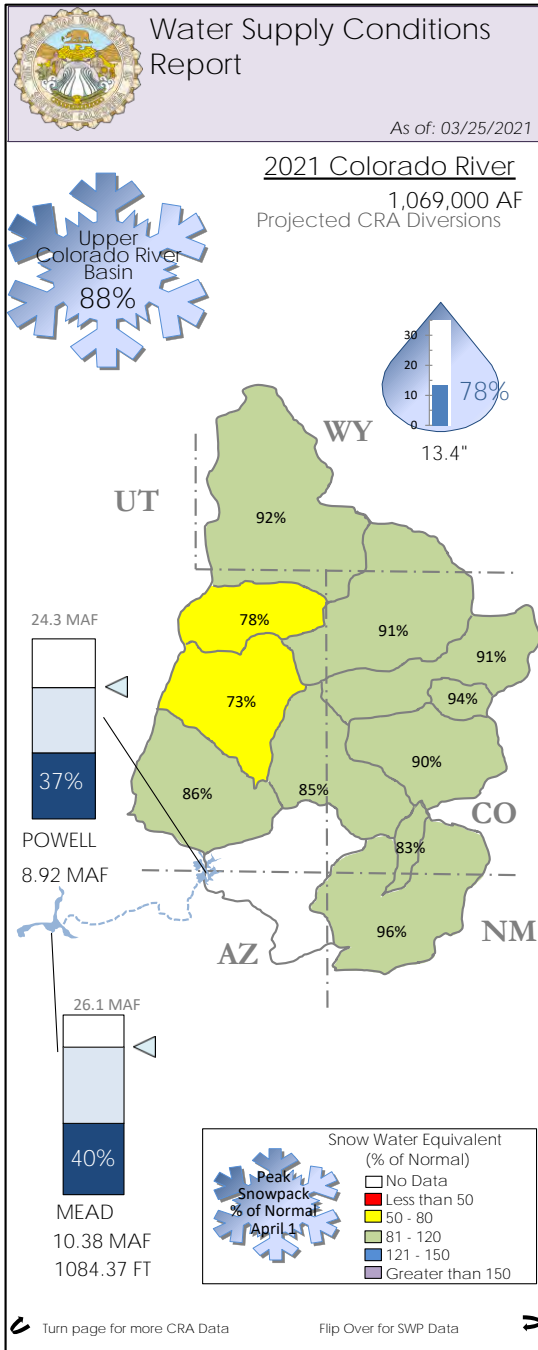 Water Supply Conditions
Report
As of: 03/25/2021
2021 Colorado River
1,069,000 AF
Projected CRA Diversions
Upper
Colorado River
Basin
88%
30
20
10
0
78%
13.4"
WY
UT
92%
78%
91%
91%
94%
73%
90%
86%
85%
CO
83%
96%
NM
AZ
24.3 MAF
37%
POWELL
8.92 MAF
26.1 MAF
40%
MEAD
10.38 MAF
1084.37 FT
Peak
Snowpack
% of Normal
April 1
Snow Water Equivalent
(% of Normal)
No Data
Less than 50
50 - 80
81 - 120
121 - 150
Greater than 150
Turn page for more CRA Data
Flip Over for SWP Data